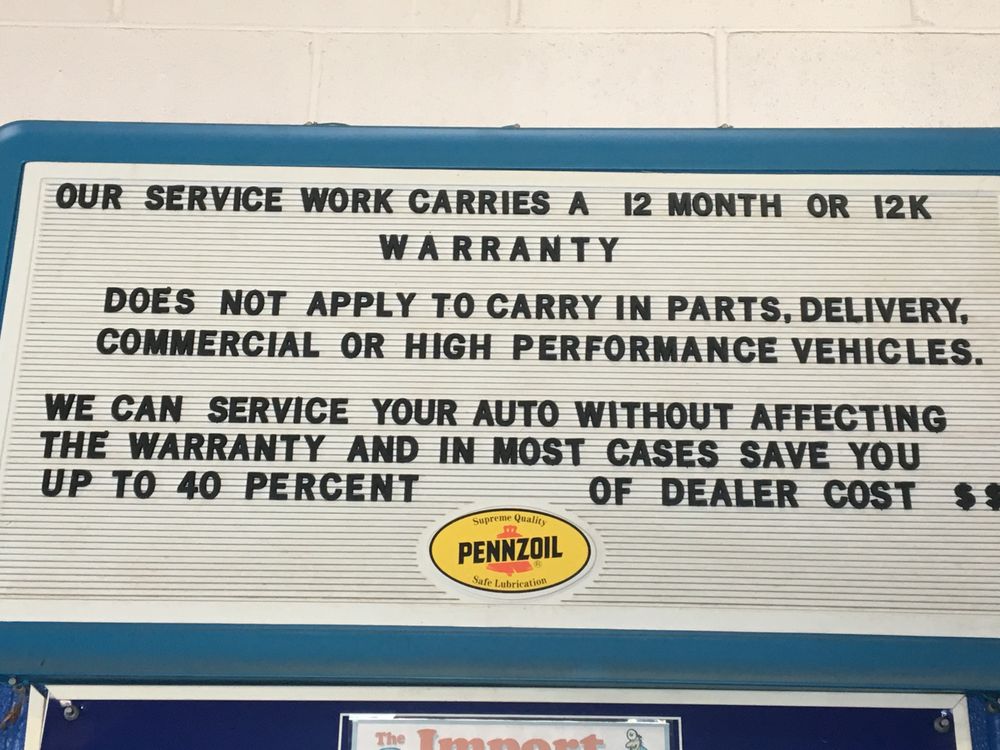 OUR SERVICE WORK CARRIES A 12 MONTH OR 12K
WARRANTY
DOES NOT APPLY TO CARRY IN PARTS, DELIVERY,
COMMERCIAL OR HIGH PERFORMANCE VEHICLES.
WE CAN SERVICE YOUR AUTO WITHOUT AFFECTING
THE WARRANTY AND IN MOST CASES SAVE YOU
UP TO 40 PERCENT OF DEALER COST $$
Supreme Quality
PENNZOIL®
Safe Lubrication
The Import